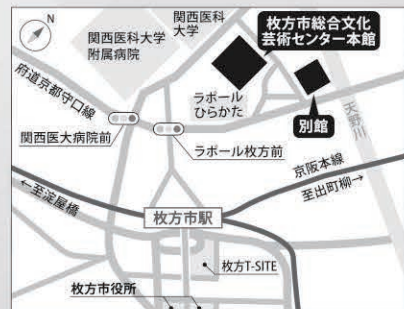 N
関西医科大学
附属病院
関西医科
大学
枚方市総合文化
芸術センター本館
府道京都守口線
ラポール
ひらかた
別館
天野川
関西医大病院前
ラポール枚方前
京阪本線
至出町柳→
←至淀屋橋
枚方市駅
枚方T-SITE
枚方市役所